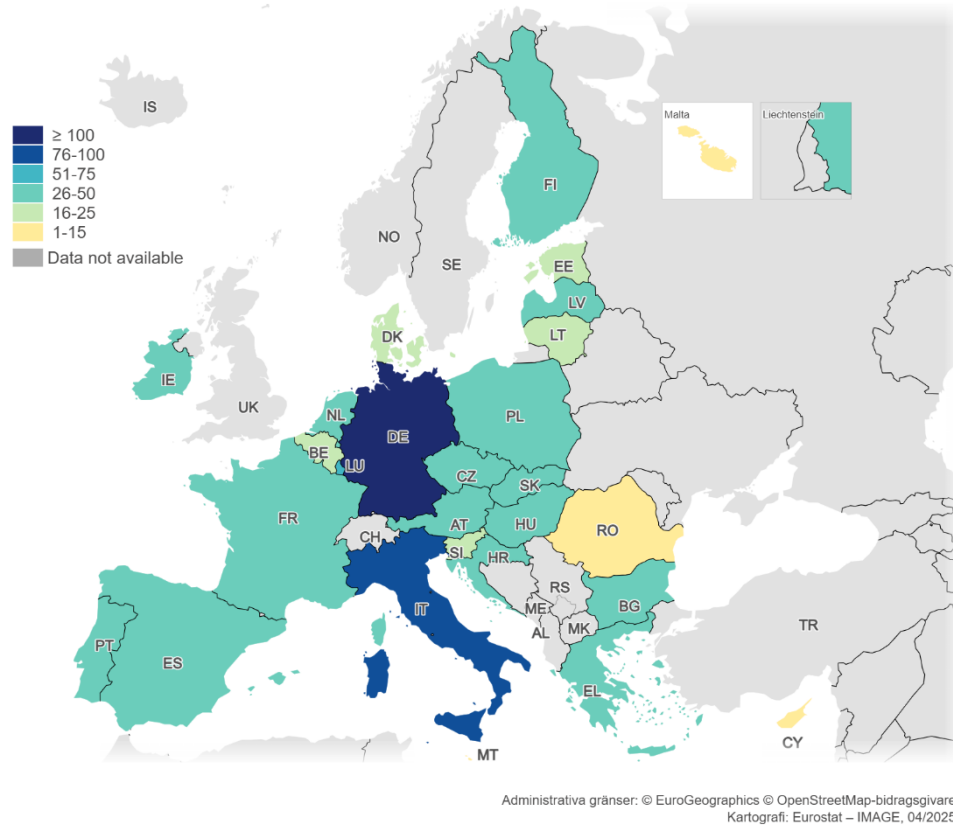 IS
≥ 100
76-100
51-75
26-50
16-25
1-15
Data not available
Malta
Liechtenstein
FI
NO
SE
EE
LV
LT
DK
IE
UK
NL
DE
PL
BE
LU
CZ
SK
FR
AT
HU
CH
SI
HR
RO
RS
IT
ME
BG
MK
AL
TR
PT
ES
EL
CY
MT
Administrativa gränser: © EuroGeographics © OpenStreetMap-bidragsgivare
Kartografi: Eurostat – IMAGE, 04/2025